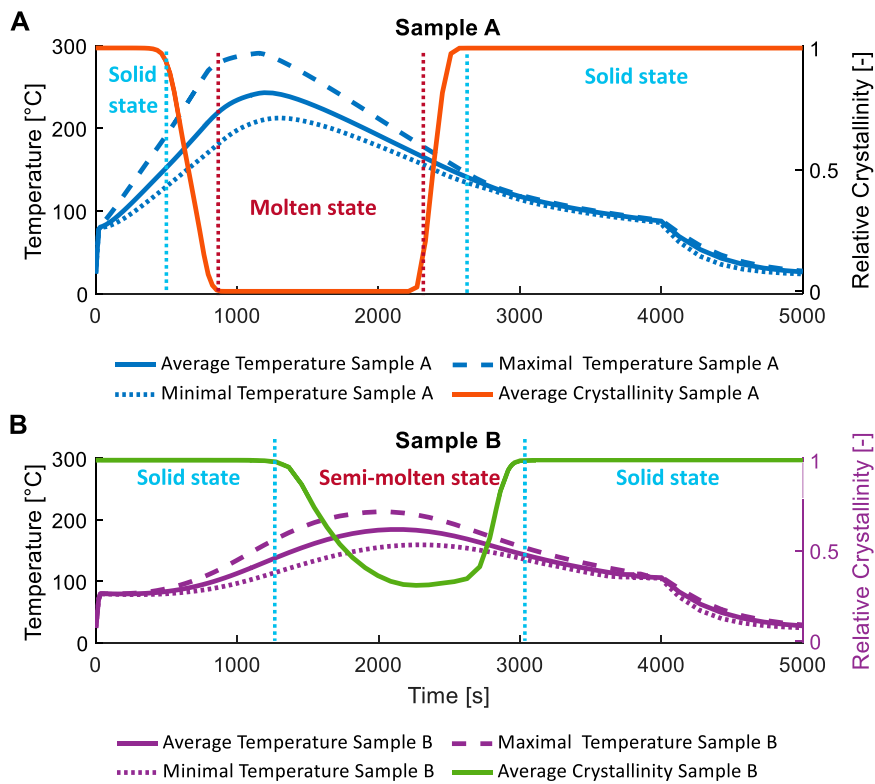 A
Sample A
300
200
100
0
Temperature [°C]
Solid
state
Molten state
Solid state
1
0.5
0
Relative Crystallinity [-]
0 1000 2000 3000 4000 5000
Average Temperature Sample A
Maximal Temperature Sample A
Minimal Temperature Sample A
Average Crystallinity Sample A
B
Sample B
300
200
100
0
Temperature [°C]
Solid state
Semi-molten state
Solid state
1
0.5
0
Relative Crystallinity [-]
0 1000 2000 3000 4000 5000
Time [s]
Average Temperature Sample B
Maximal Temperature Sample B
Minimal Temperature Sample B
Average Crystallinity Sample B